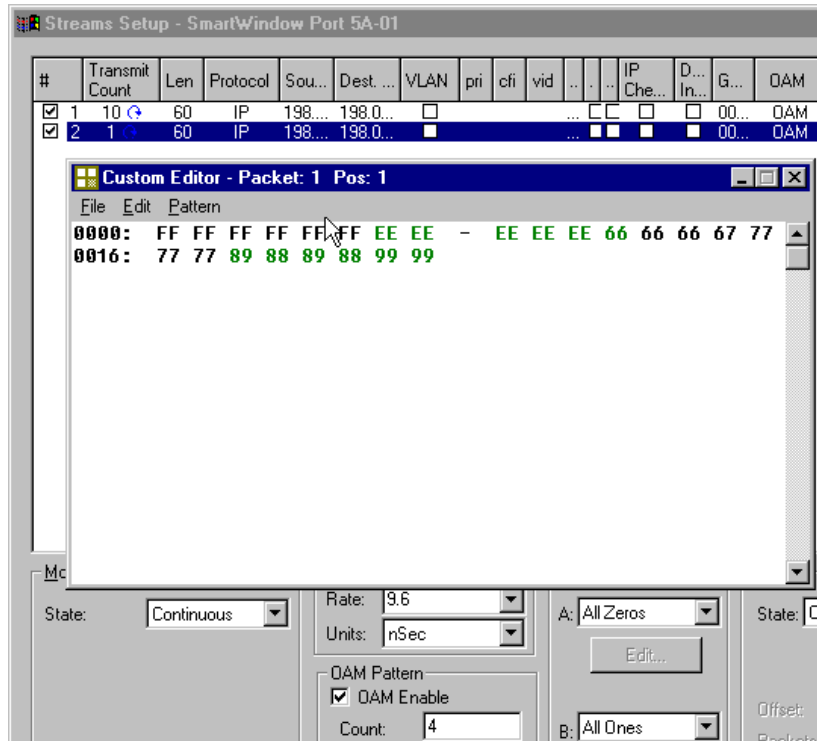 Streams Setup - SmartWindow Port 5A-01
# Transmit Count Len Protocol Sou... Dest. ... VLAN pri cfi vid .. . .. IP Che... D... In... G... OAM
1 10 60 IP 198.... 198.0... ... 00... OAM
2 1 60 IP 198.... 198.0... ... 00... OAM
Custom Editor - Packet: 1 Pos: 1
File Edit Pattern
0000: FF FF FF FF FF FF EE EE - EE EE EE 66 66 66 67 77
0016: 77 77 89 88 89 88 99 99
State: Continuous
Rate: 9.6
Units: nSec
OAM Pattern
OAM Enable
Count: 4
A: All Zeros
Edit...
B: All Ones
State:
Offset: